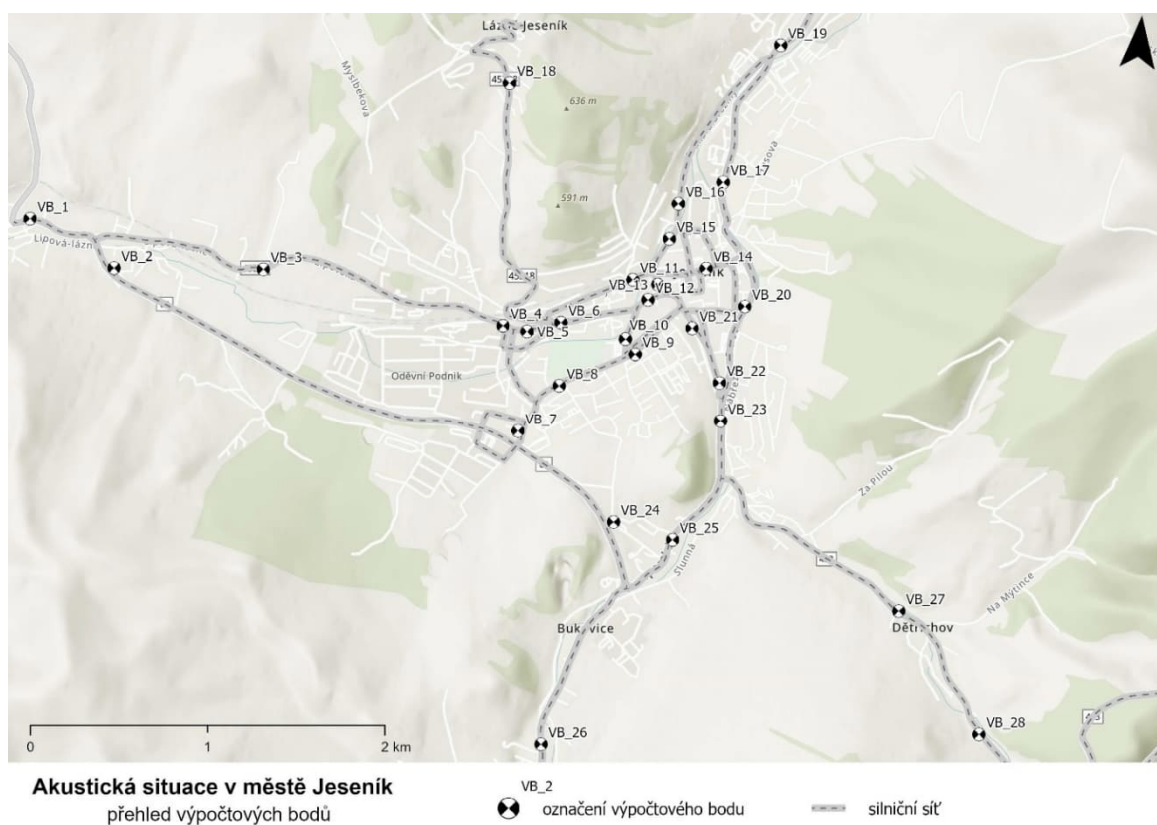 Lázně Jeseník
VB_19
VB_18
636 m
Myslbekova
VB_17
591 m
VB_16
VB_1
VB_15
VB_2
VB_3
VB_11
VB_14
VB_13
VB_12
VB_20
VB_4
VB_6
VB_5
VB_10
VB_21
VB_9
Oděvní Podnik
VB_8
VB_22
VB_7
VB_23
Za Pilou
VB_24
VB_25
Slunná
VB_27
Na Mýtince
Bukovice
Dětřichov
VB_28
VB_26
0
1
2 km
Akustická situace v městě Jeseník
přehled výpočtových bodů
VB_2
označení výpočtového bodu
silniční síť